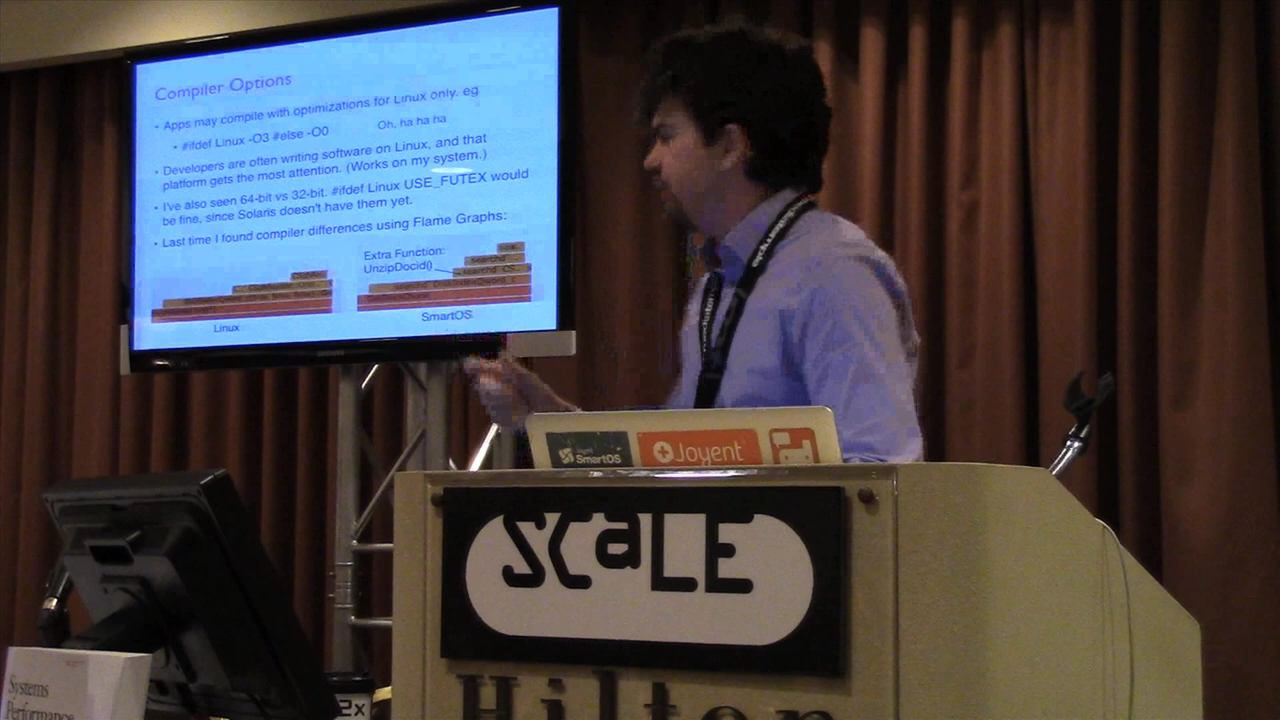 Compiler Options
• Apps may compile with optimizations for Linux only. eg
• #ifdef Linux -O3 #else -O0
Oh, ha ha ha
• Developers are often writing software on Linux, and that
platform gets the most attention. (Works on my system.)
• I've also seen 64-bit vs 32-bit. #ifdef Linux USE_FUTEX would
be fine, since Solaris doesn't have them yet.
• Last time I found compiler differences using Flame Graphs:
Extra Function:
UnzipDocid()
Linux
SmartOS
Joyent
SmartOS
Joyent
SCaLE
Hilton
Systems
Performance
2x